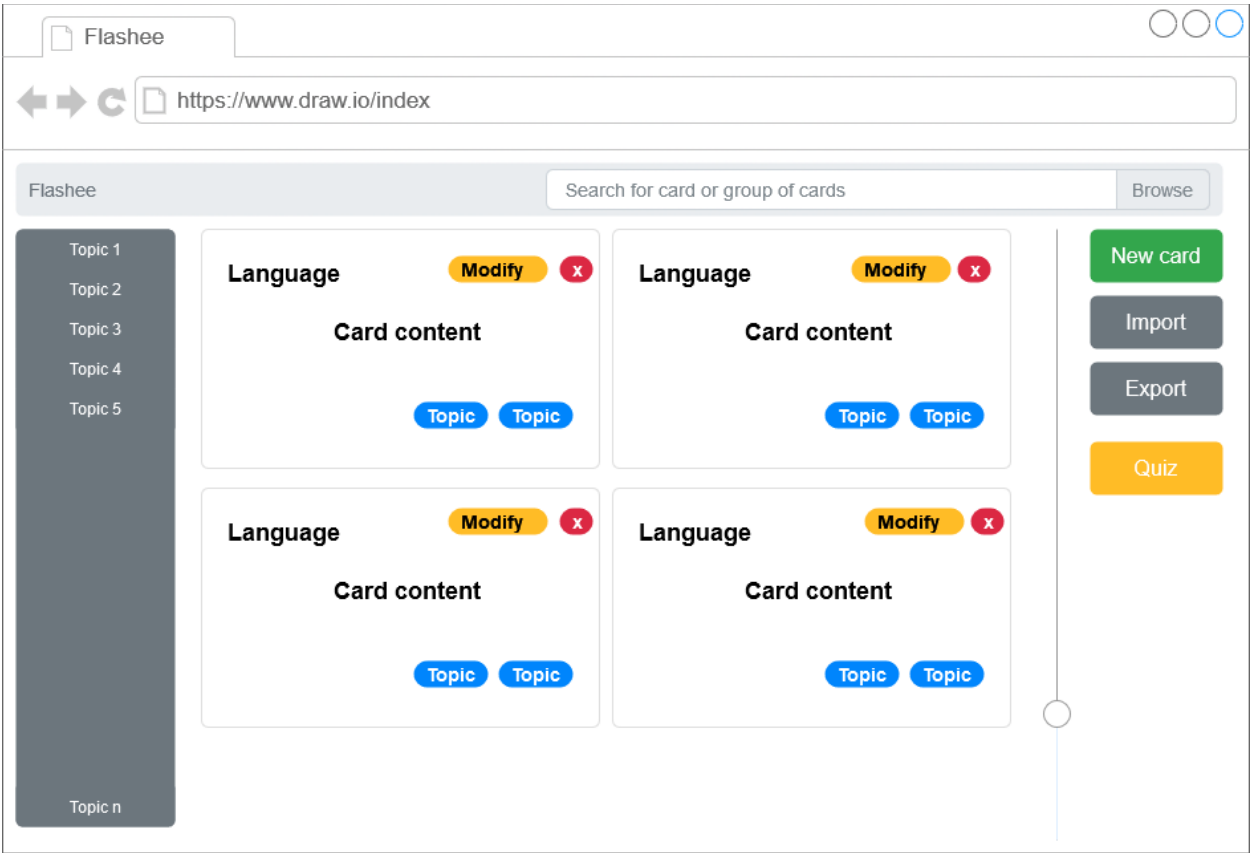 Flashee
https://www.draw.io/index
Flashee
Search for card or group of cards
Browse
Topic 1
Topic 2
Topic 3
Topic 4
Topic 5
Topic n
Language
Modify
x
Card content
Topic Topic
Language
Modify
x
Card content
Topic Topic
Language
Modify
x
Card content
Topic Topic
Language
Modify
x
Card content
Topic Topic
New card
Import
Export
Quiz